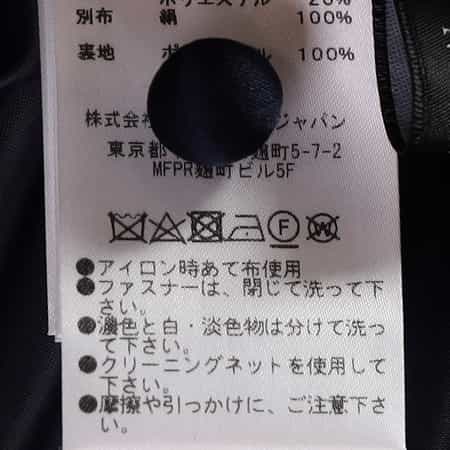 20%
別布 絹 100%
裏地 100%
株式会 ジャパン
東京都 麹町5-7-2
MFPR麹町ビル5F
F W
●アイロン時あて布使用
●ファスナーは、閉じて洗って下
さい。
●濃色と白・淡色物は分けて洗っ
て下さい。
●クリーニングネットを使用して
下さい。
●摩擦や引っかけに、ご注意下さ
い。